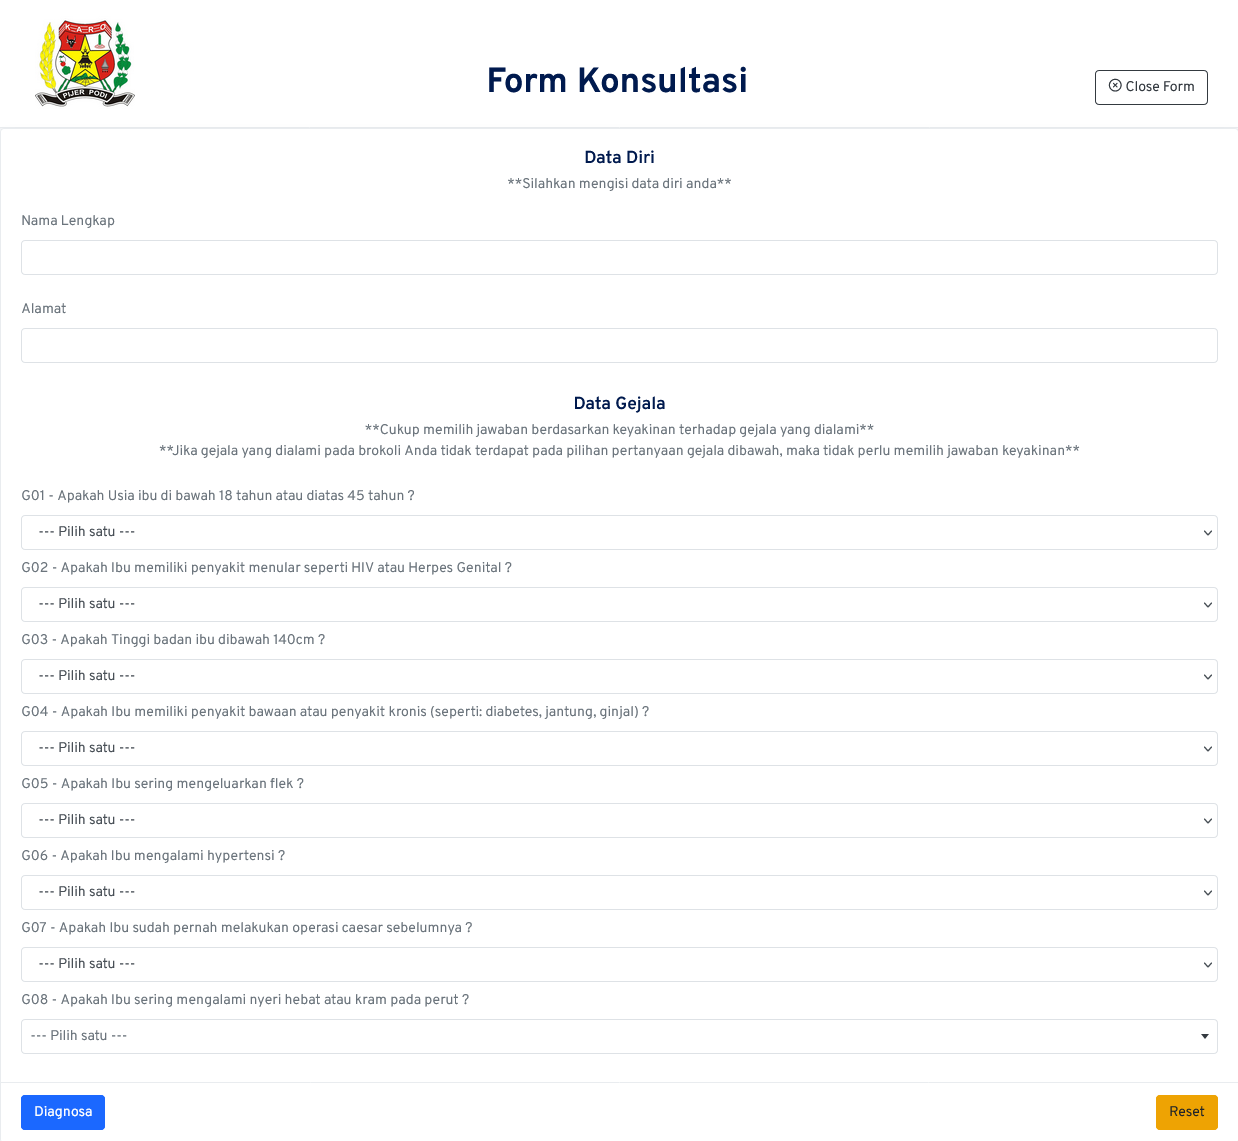 KARO
PIJER PODI
Form Konsultasi
Close Form
Data Diri
**Silahkan mengisi data diri anda**
Nama Lengkap
Alamat
Data Gejala
**Cukup memilih jawaban berdasarkan keyakinan terhadap gejala yang dialami**
**Jika gejala yang dialami pada brokoli Anda tidak terdapat pada pilihan pertanyaan gejala dibawah, maka tidak perlu memilih jawaban keyakinan**
G01 - Apakah Usia ibu di bawah 18 tahun atau diatas 45 tahun ?
--- Pilih satu ---
G02 - Apakah Ibu memiliki penyakit menular seperti HIV atau Herpes Genital ?
--- Pilih satu ---
G03 - Apakah Tinggi badan ibu dibawah 140cm ?
--- Pilih satu ---
G04 - Apakah Ibu memiliki penyakit bawaan atau penyakit kronis (seperti: diabetes, jantung, ginjal) ?
--- Pilih satu ---
G05 - Apakah Ibu sering mengeluarkan flek ?
--- Pilih satu ---
G06 - Apakah Ibu mengalami hypertensi ?
--- Pilih satu ---
G07 - Apakah Ibu sudah pernah melakukan operasi caesar sebelumnya ?
--- Pilih satu ---
G08 - Apakah Ibu sering mengalami nyeri hebat atau kram pada perut ?
--- Pilih satu ---
Diagnosa
Reset